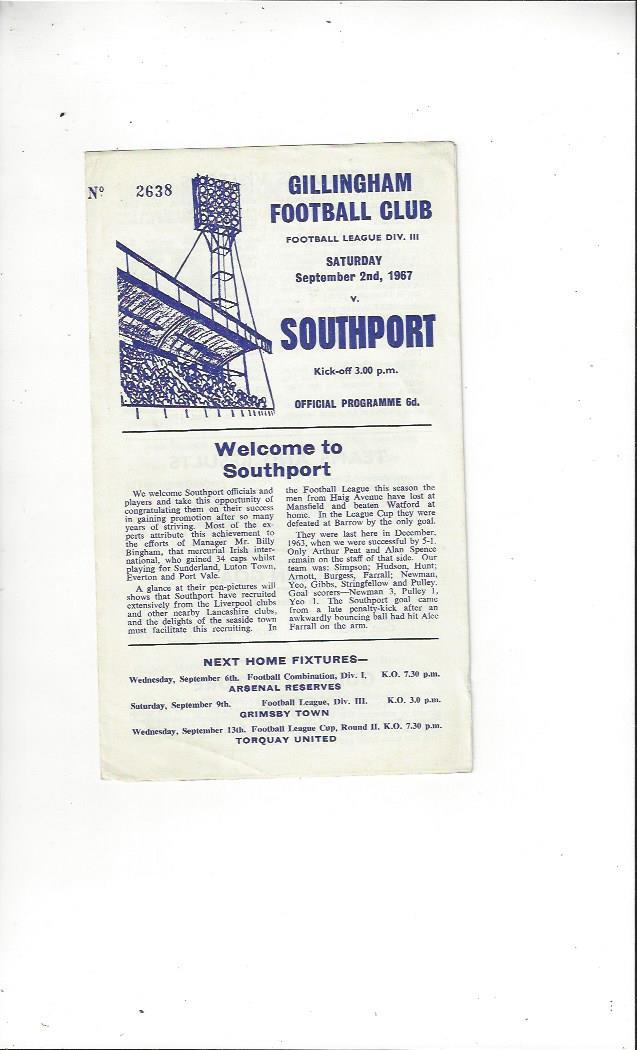 Nº 2638
GILLINGHAM
FOOTBALL CLUB
FOOTBALL LEAGUE DIV. III
SATURDAY
September 2nd, 1967
v.
SOUTHPORT
Kick-off 3.00 p.m.
OFFICIAL PROGRAMME 6d.
Welcome to
Southport
We welcome Southport officials and
players and take this opportunity of
congratulating them on their success
in gaining promotion after so many
years of striving. Most of the ex-
perts attribute this achievement to
the efforts of Manager Mr. Billy
Bingham, that mercurial Irish inter-
national, who gained 34 caps whilst
playing for Sunderland, Luton Town,
Everton and Port Vale.
A glance at their pen-pictures will
shows that Southport have recruited
extensively from the Liverpool clubs
and other nearby Lancashire clubs,
and the delights of the seaside town
must facilitate this recruiting. In
the Football League this season the
men from Haig Avenue have lost at
Mansfield and beaten Watford at
home. In the League Cup they were
defeated at Barrow by the only goal.
They were last here in December,
1963, when we were successful by 5-1.
Only Arthur Peat and Alan Spence
remain on the staff of that side. Our
team was: Simpson; Hudson, Hunt;
Arnott, Burgess, Farrall; Newman,
Yeo, Gibbs, Stringfellow and Pulley.
Goal scorers—Newman 3, Pulley 1,
Yeo 1. The Southport goal came
from a late penalty-kick after an
awkwardly bouncing ball had hit Alec
Farrall on the arm.
NEXT HOME FIXTURES—
Wednesday, September 6th. Football Combination, Div. I. K.O. 7.30 p.m.
ARSENAL RESERVES
Saturday, September 9th. Football League, Div. III. K.O. 3.0 p.m.
GRIMSBY TOWN
Wednesday, September 13th. Football League Cup, Round II. K.O. 7.30 p.m.
TORQUAY UNITED